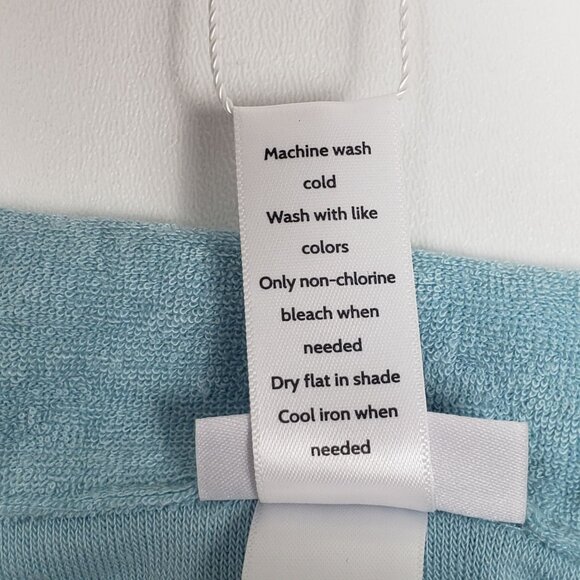 Machine wash
cold
Wash with like
colors
Only non-chlorine
bleach when
needed
Dry flat in shade
Cool iron when
needed